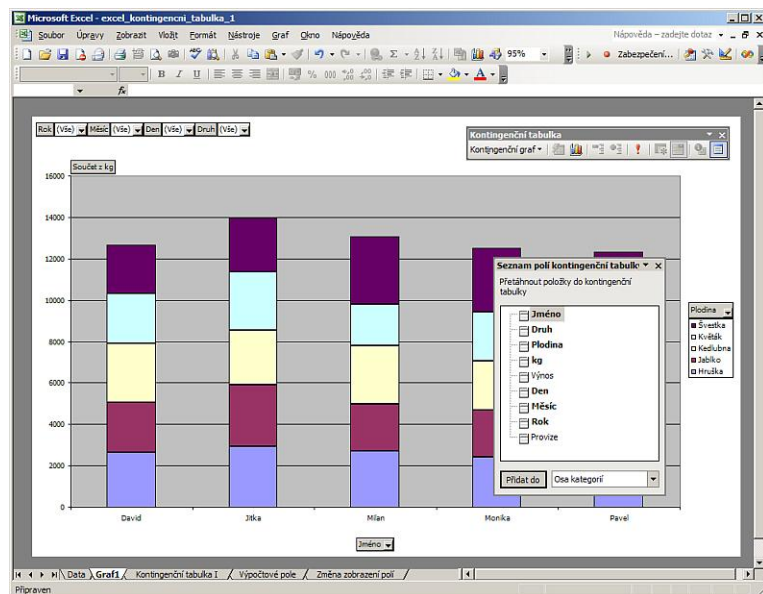 Microsoft Excel - excel_kontingencni_tabulka_1
Soubor Úpravy Zobrazit Vložit Formát Nástroje Graf Okno Nápověda Nápověda – zadejte dotaz
95% Zabezpečení...
Rok (Vše) Měsíc (Vše) Den (Vše) Druh (Vše)
Kontingenční tabulka
Kontingenční graf
Součet z kg
16000
14000
12000
10000
8000
6000
4000
2000
0
David Jitka Milan Monika Pavel
Jméno
Seznam polí kontingenční tabulk
Přetáhnout položky do kontingenční
tabulky
Jméno
Druh
Plodina
kg
Výnos
Den
Měsíc
Rok
Provize
Přidat do Osa kategorií
Plodina
Švestka
Květák
Kedlubna
Jablko
Hruška
Data Graf1 Kontingenční tabulka I Výpočtové pole Změna zobrazení polí
Připraven